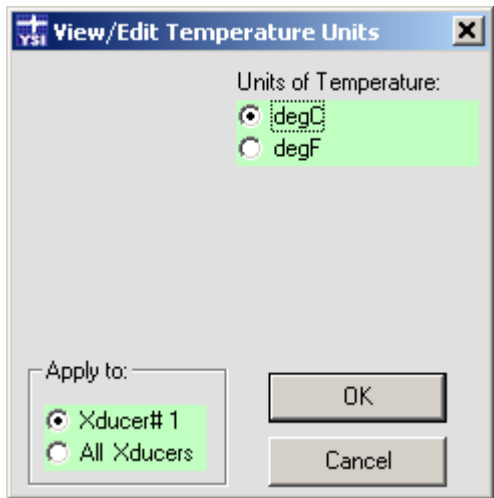 YSI View/Edit Temperature Units
Units of Temperature:
degC
degF
Apply to:
Xducer# 1
All Xducers
OK
Cancel